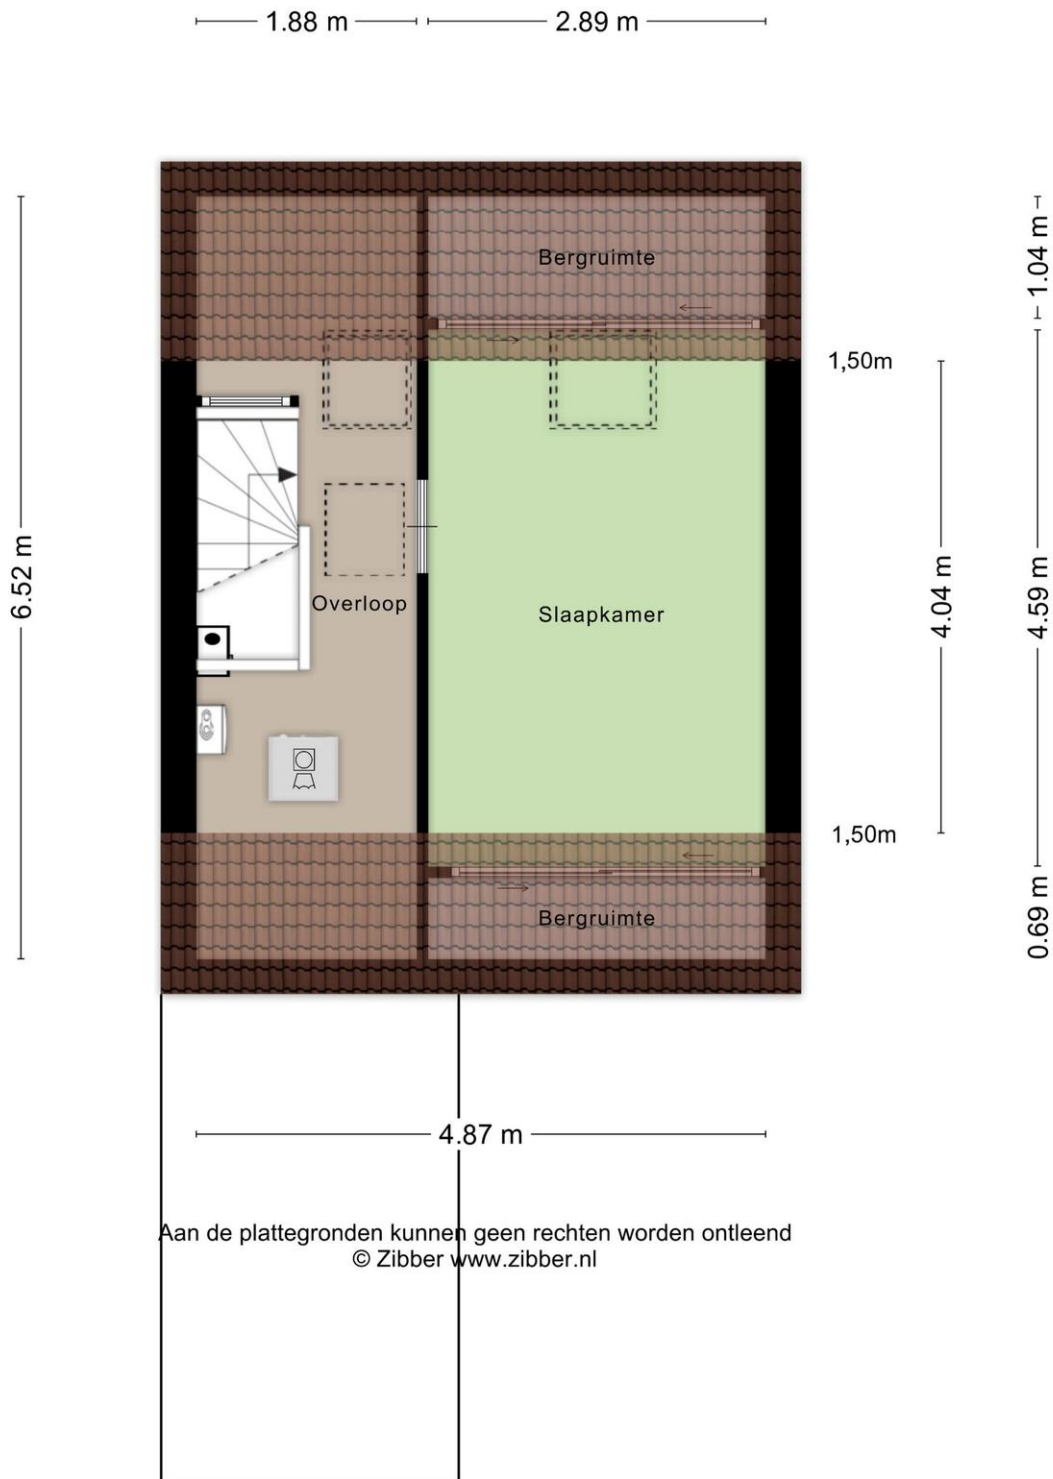 1.88 m
2.89 m
Bergruimte
1.04 m
1,50m
6.52 m
Overloop
Slaapkamer
4.04 m
4.59 m
1,50m
Bergruimte
0.69 m
4.87 m
Aan de plattegronden kunnen geen rechten worden ontleend
© Zibber www.zibber.nl